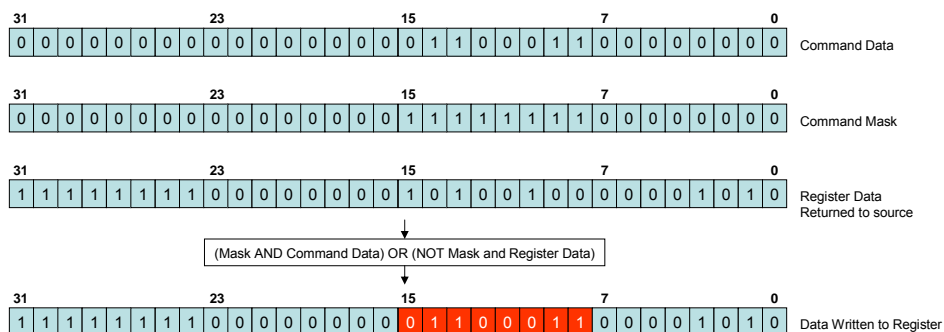 31 23 15 7 0
0 0 0 0 0 0 0 0 0 0 0 0 0 0 0 0 0 1 1 0 0 0 1 1 0 0 0 0 0 0 0 0 Command Data
31 23 15 7 0
0 0 0 0 0 0 0 0 0 0 0 0 0 0 0 0 1 1 1 1 1 1 1 1 0 0 0 0 0 0 0 0 Command Mask
31 23 15 7 0
1 1 1 1 1 1 1 1 0 0 0 0 0 0 0 0 1 0 1 0 0 1 0 0 0 0 0 0 1 0 1 0 Register Data
Returned to source
(Mask AND Command Data) OR (NOT Mask and Register Data)
31 23 15 7 0
1 1 1 1 1 1 1 1 0 0 0 0 0 0 0 0 0 1 1 0 0 0 1 1 0 0 0 0 1 0 1 0 Data Written to Register